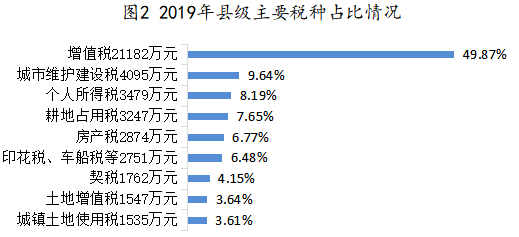 图2 2019年县级主要税种占比情况
增值税21182万元 49.87%
城市维护建设税4095万元 9.64%
个人所得税3479万元 8.19%
耕地占用税3247万元 7.65%
房产税2874万元 6.77%
印花税、车船税等2751万元 6.48%
契税1762万元 4.15%
土地增值税1547万元 3.64%
城镇土地使用税1535万元 3.61%